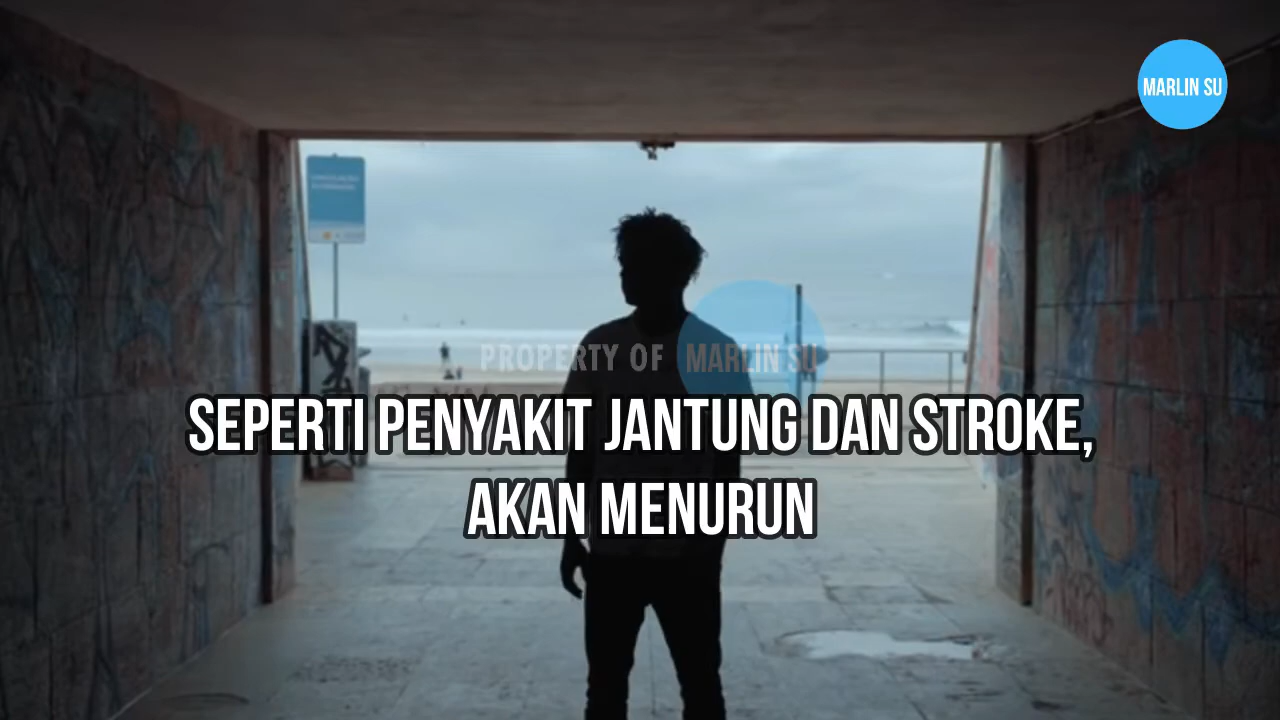 MARLIN SU
PROPERTY OF MARLIN SU
SEPERTI PENYAKIT JANTUNG DAN STROKE,
AKAN MENURUN